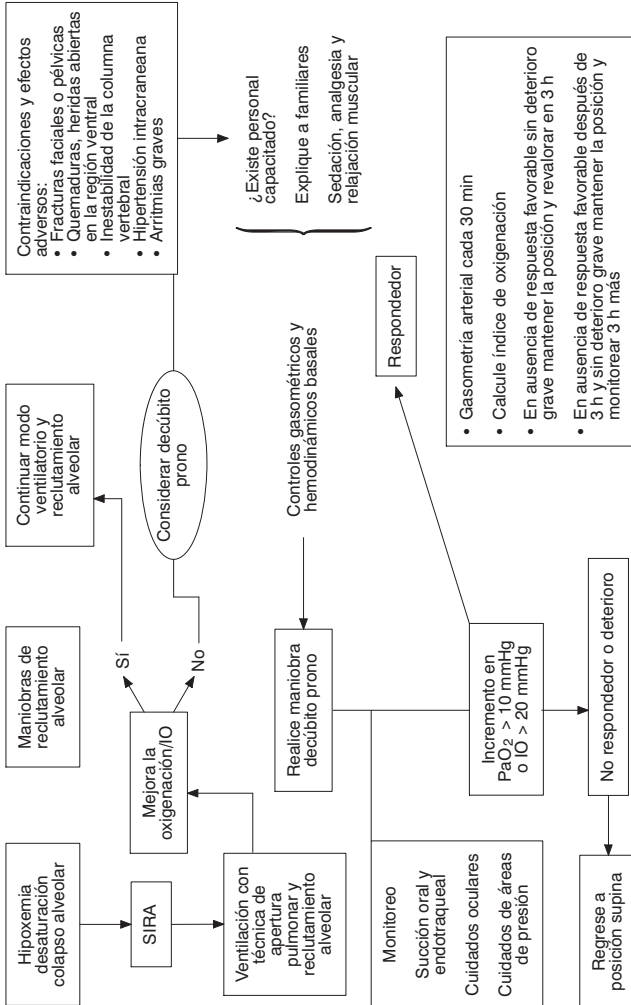 Hipoxemia
desaturación
colapso alveolar
SIRA
Ventilación con
técnica de
apertura
pulmonar y
reclutamiento
alveolar
Maniobras de
reclutamiento
alveolar
Mejora la
oxigenación/IO
Sí
No
Continuar modo
ventilatorio y
reclutamiento
alveolar
Considerar decúbito
prono
Contraindicaciones y efectos
adversos:
• Fracturas faciales o pélvicas
• Quemaduras, heridas abiertas
en la región ventral
• Inestabilidad de la columna
vertebral
• Hipertensión intracraneana
• Arritmias graves
¿Existe personal
capacitado?
Explique a familiares
Sedación, analgesia y
relajación muscular
Controles gasométricos y
hemodinámicos basales
Realice maniobra
decúbito prono
Monitoreo
Succión oral y
endotraqueal
Cuidados oculares
Cuidados de áreas
de presión
Incremento en
PaO2 > 10 mmHg
o IO > 20 mmHg
Respondedor
No respondedor o deterioro
Regrese a
posición supina
• Gasometría arterial cada 30 min
• Calcule índice de oxigenación
• En ausencia de respuesta favorable sin deterioro
grave mantener la posición y revalorar en 3 h
• En ausencia de respuesta favorable después de
3 h y sin deterioro grave mantener la posición y
monitorear 3 h más